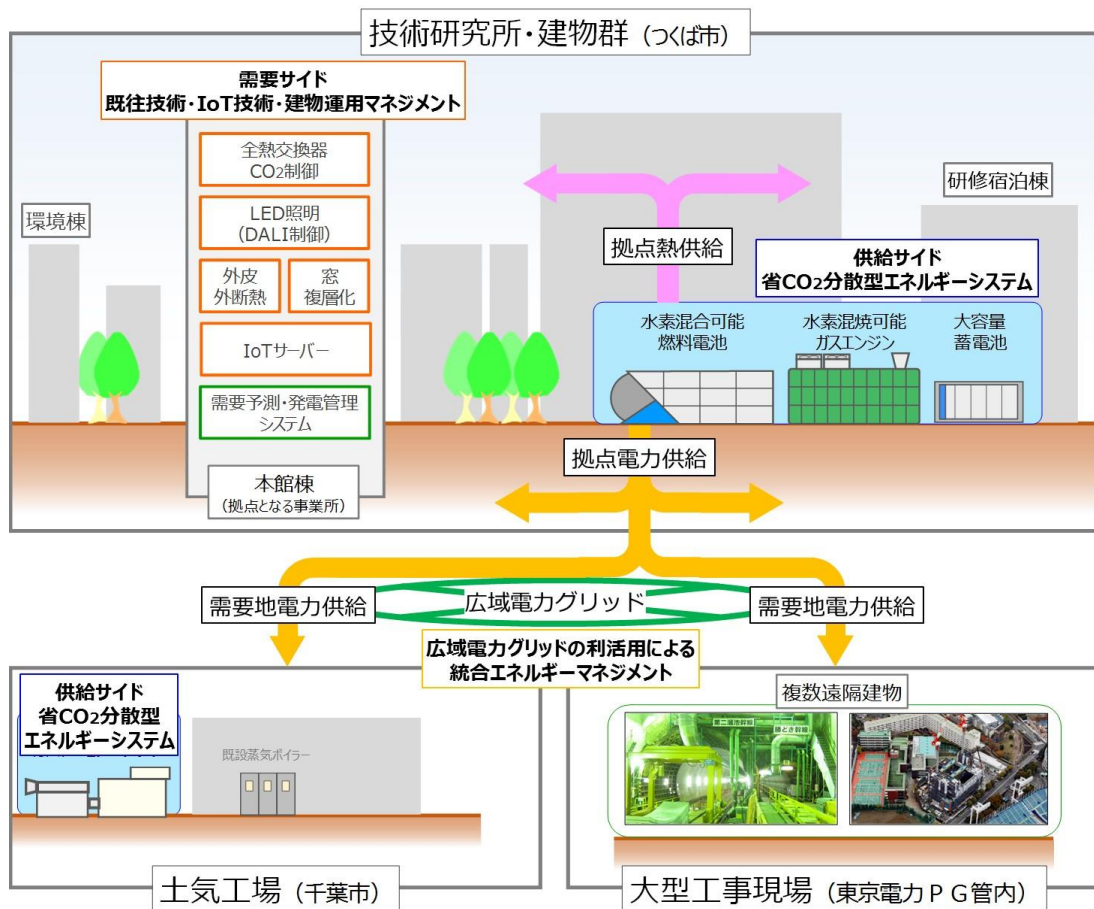 技術研究所・建物群（つくば市）
需要サイド
既往技術・IoT技術・建物運用マネジメント
全熱交換器
CO₂制御
LED照明
（DALI制御）
外皮
外断熱
窓
複層化
IoTサーバー
需要予測・発電管理
システム
本館棟
（拠点となる事業所）
環境棟
研修宿泊棟
拠点熱供給
供給サイド
省CO₂分散型エネルギーシステム
水素混合可能
燃料電池
水素混焼可能
ガスエンジン
大容量
蓄電池
拠点電力供給
需要地電力供給
広域電力グリッド
需要地電力供給
広域電力グリッドの利活用による
統合エネルギーマネジメント
供給サイド
省CO₂分散型
エネルギーシステム
既設蒸気ボイラー
土気工場（千葉市）
複数遠隔建物
大型工事現場（東京電力ＰＧ管内）